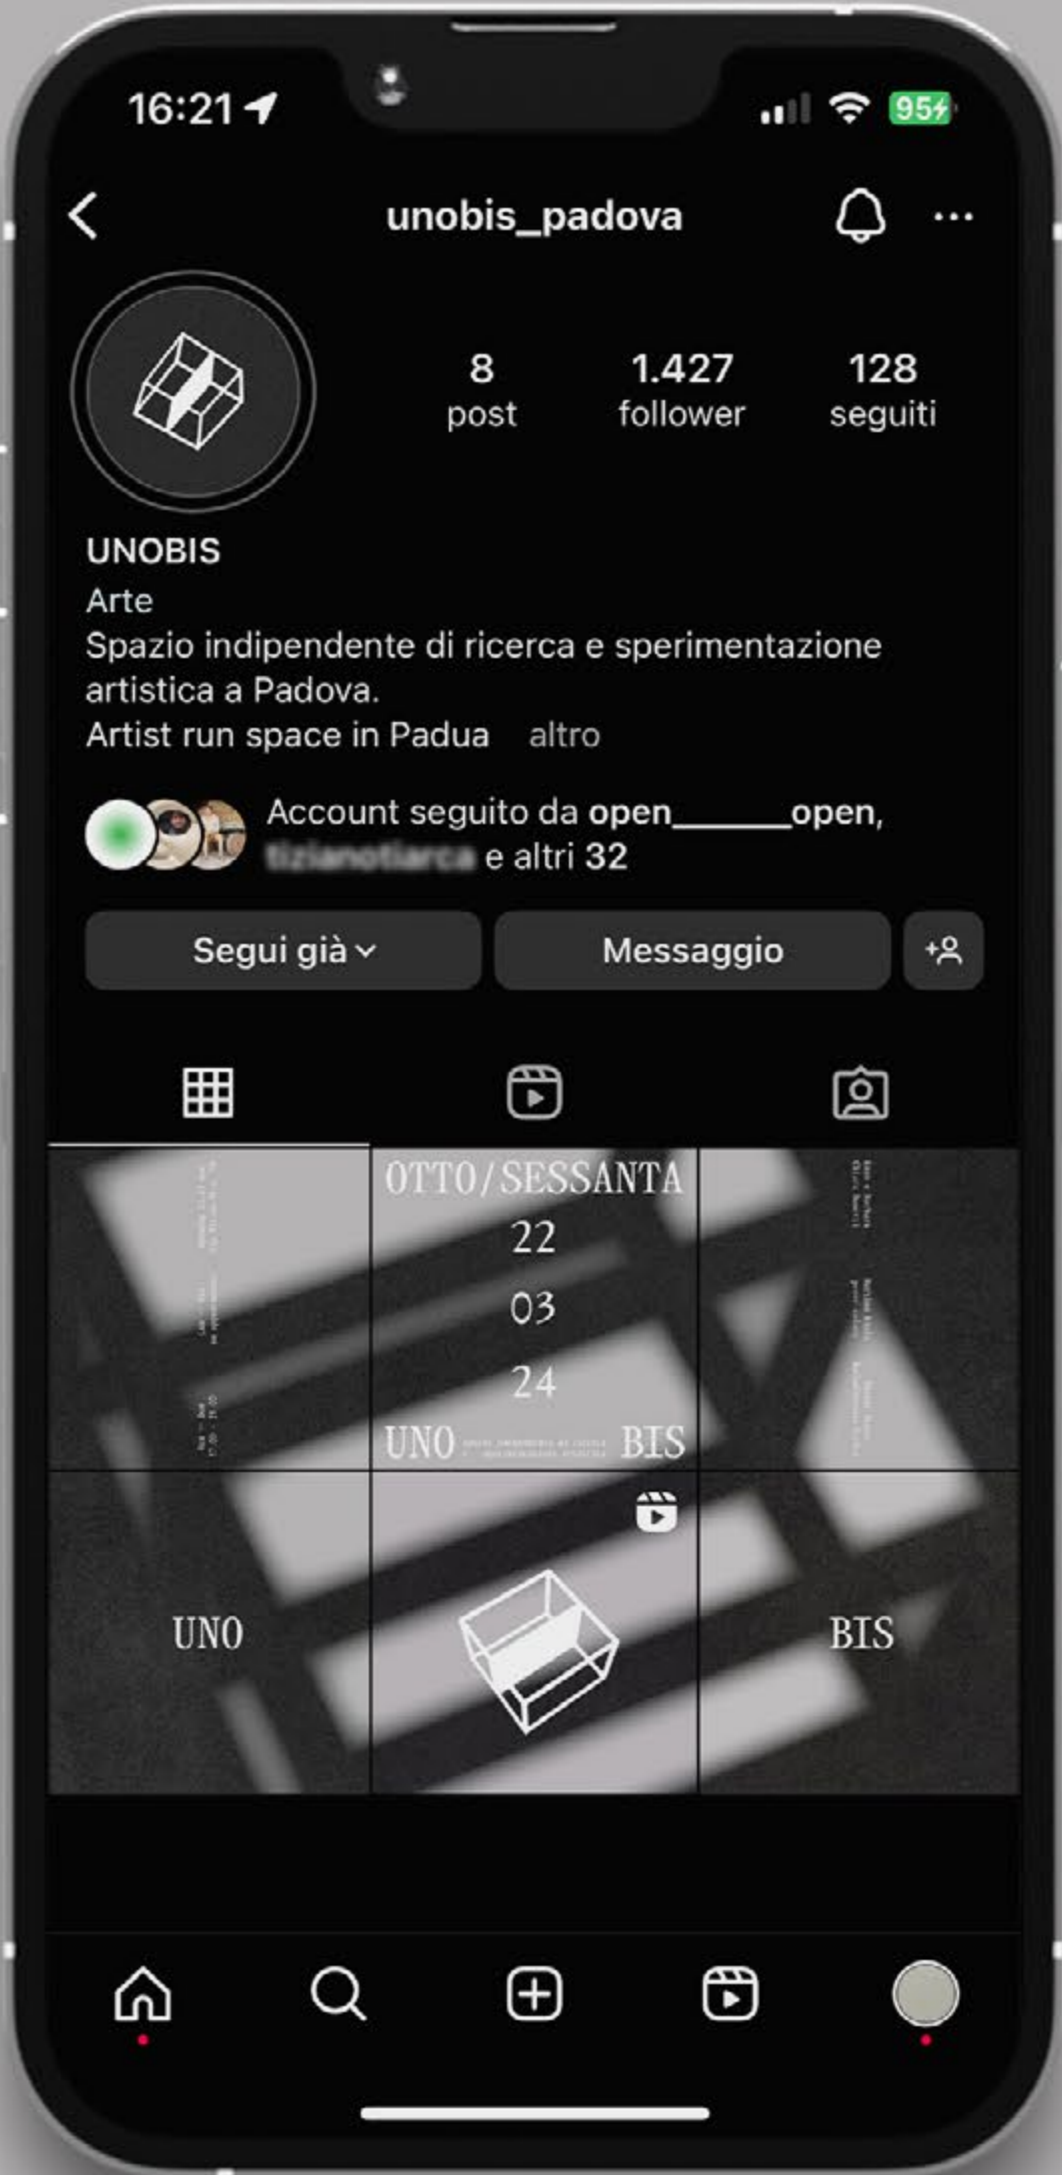 16:21
95
unobis_padova
8
post
1.427
follower
128
seguiti
UNOBIS
Arte
Spazio indipendente di ricerca e sperimentazione
artistica a Padova.
Artist run space in Padua altro
Account seguito da open______open,
e altri 32
Segui già
Messaggio
OTTO/SESSANTA
22
03
24
UNO BIS
UNO
BIS